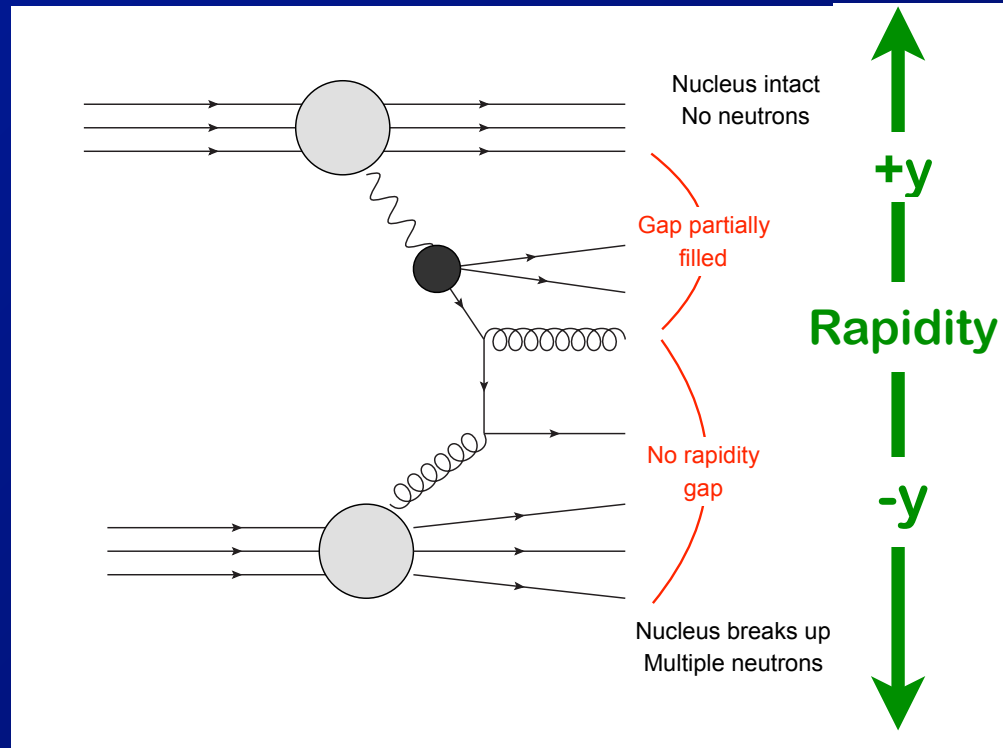 Nucleus intact
No neutrons
+y
Gap partially
filled
Rapidity
No rapidity
gap
-y
Nucleus breaks up
Multiple neutrons